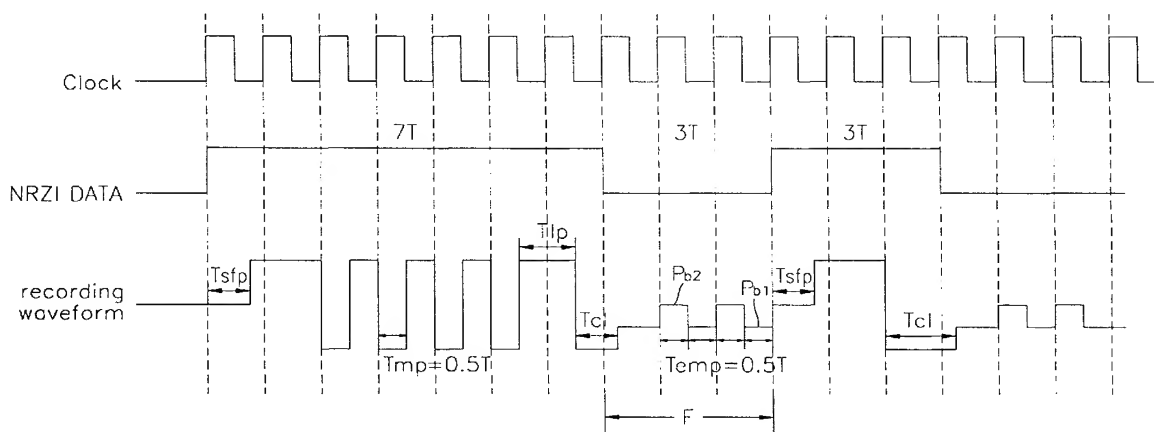 Clock
7T
3T
3T
NRZI DATA
Tlp
Tsfp
Pb2
Pb1
Tsfp
recording
waveform
Tcl
Tcl
Tmp=0.5T
Temp=0.5T
F